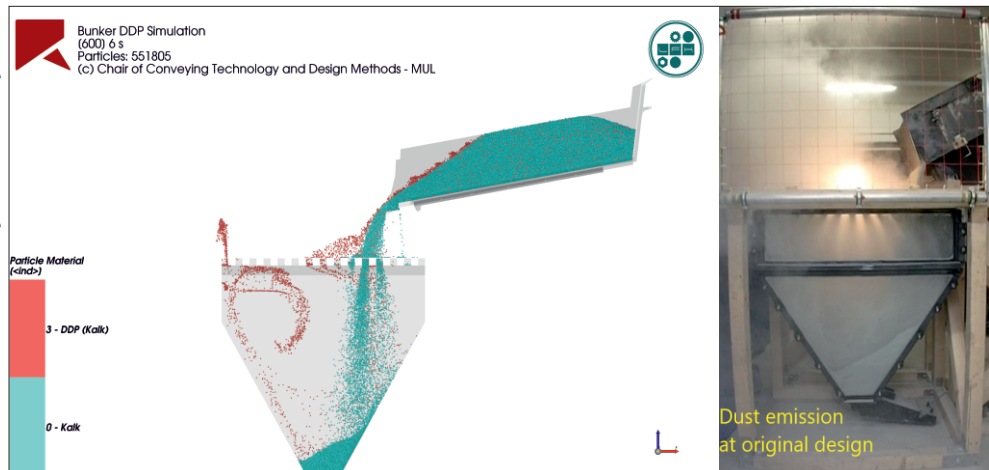 Bunker DDP Simulation
(600) 6 s
Particles: 551805
(c) Chair of Conveying Technology and Design Methods - MUL
Particle Material
(<ind>)
3 - DDP (Kalk)
0 - Kalk
Dust emission
at original design